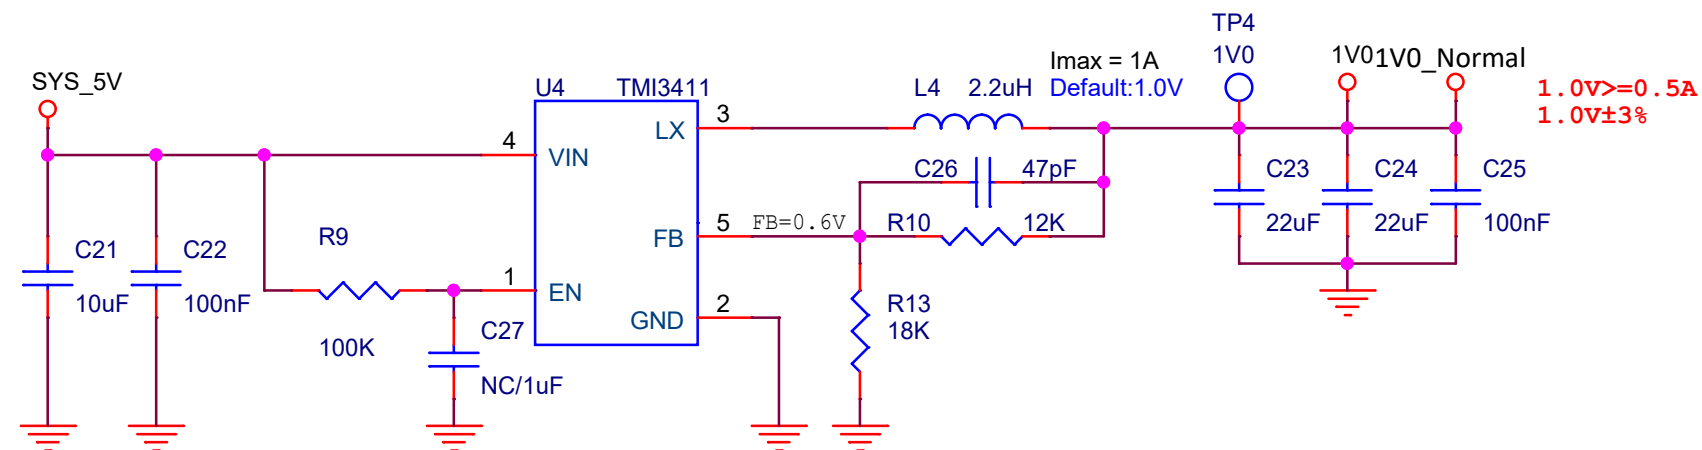 TP4
1V0
1V0
1V0_Normal
SYS_5V
U4
TMI3411
L4
2.2uH
Imax = 1A
Default:1.0V
1.0V>=0.5A
1.0V±3%
4
VIN
LX
3
C26
47pF
C23
22uF
C24
22uF
C25
100nF
FB
5
FB=0.6V
R10
12K
C21
10uF
C22
100nF
R9
100K
1
EN
GND
2
R13
18K
C27
NC/1uF